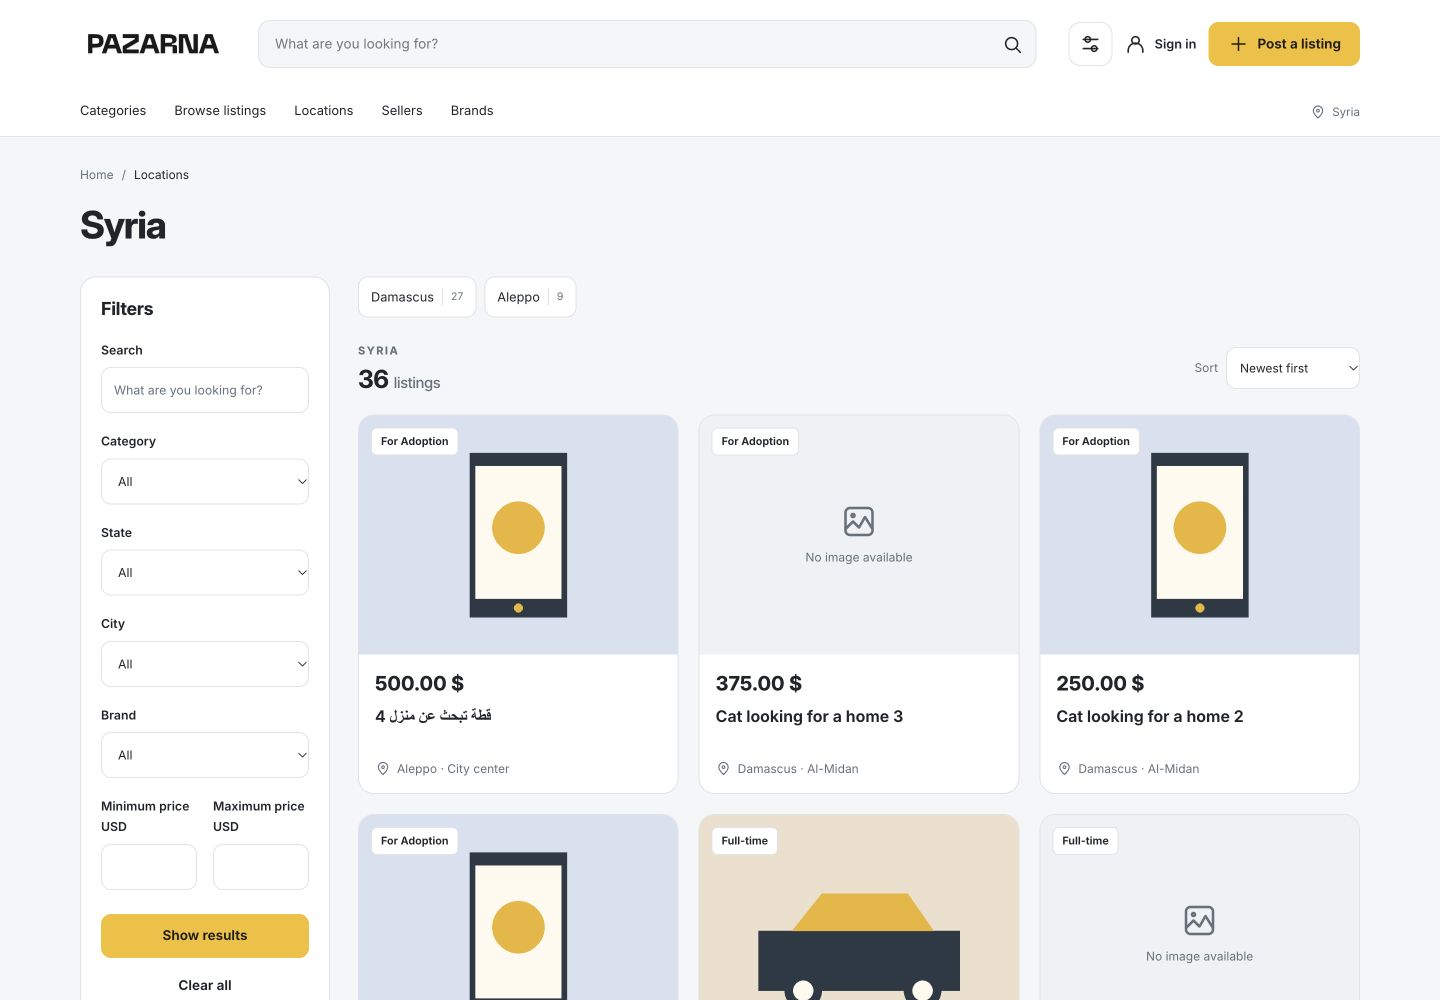 PAZARNA
What are you looking for?
Sign in
Post a listing
Categories
Browse listings
Locations
Sellers
Brands
Syria
Home / Locations
Syria
Filters
Search
What are you looking for?
Category
All
State
All
City
All
Brand
All
Minimum price USD
Maximum price USD
Show results
Clear all
Damascus 27
Aleppo 9
SYRIA
36 listings
Sort
Newest first
For Adoption
500.00 $
قطة تبحث عن منزل 4
Aleppo · City center
For Adoption
No image available
375.00 $
Cat looking for a home 3
Damascus · Al-Midan
For Adoption
250.00 $
Cat looking for a home 2
Damascus · Al-Midan
For Adoption
Full-time
Full-time
No image available